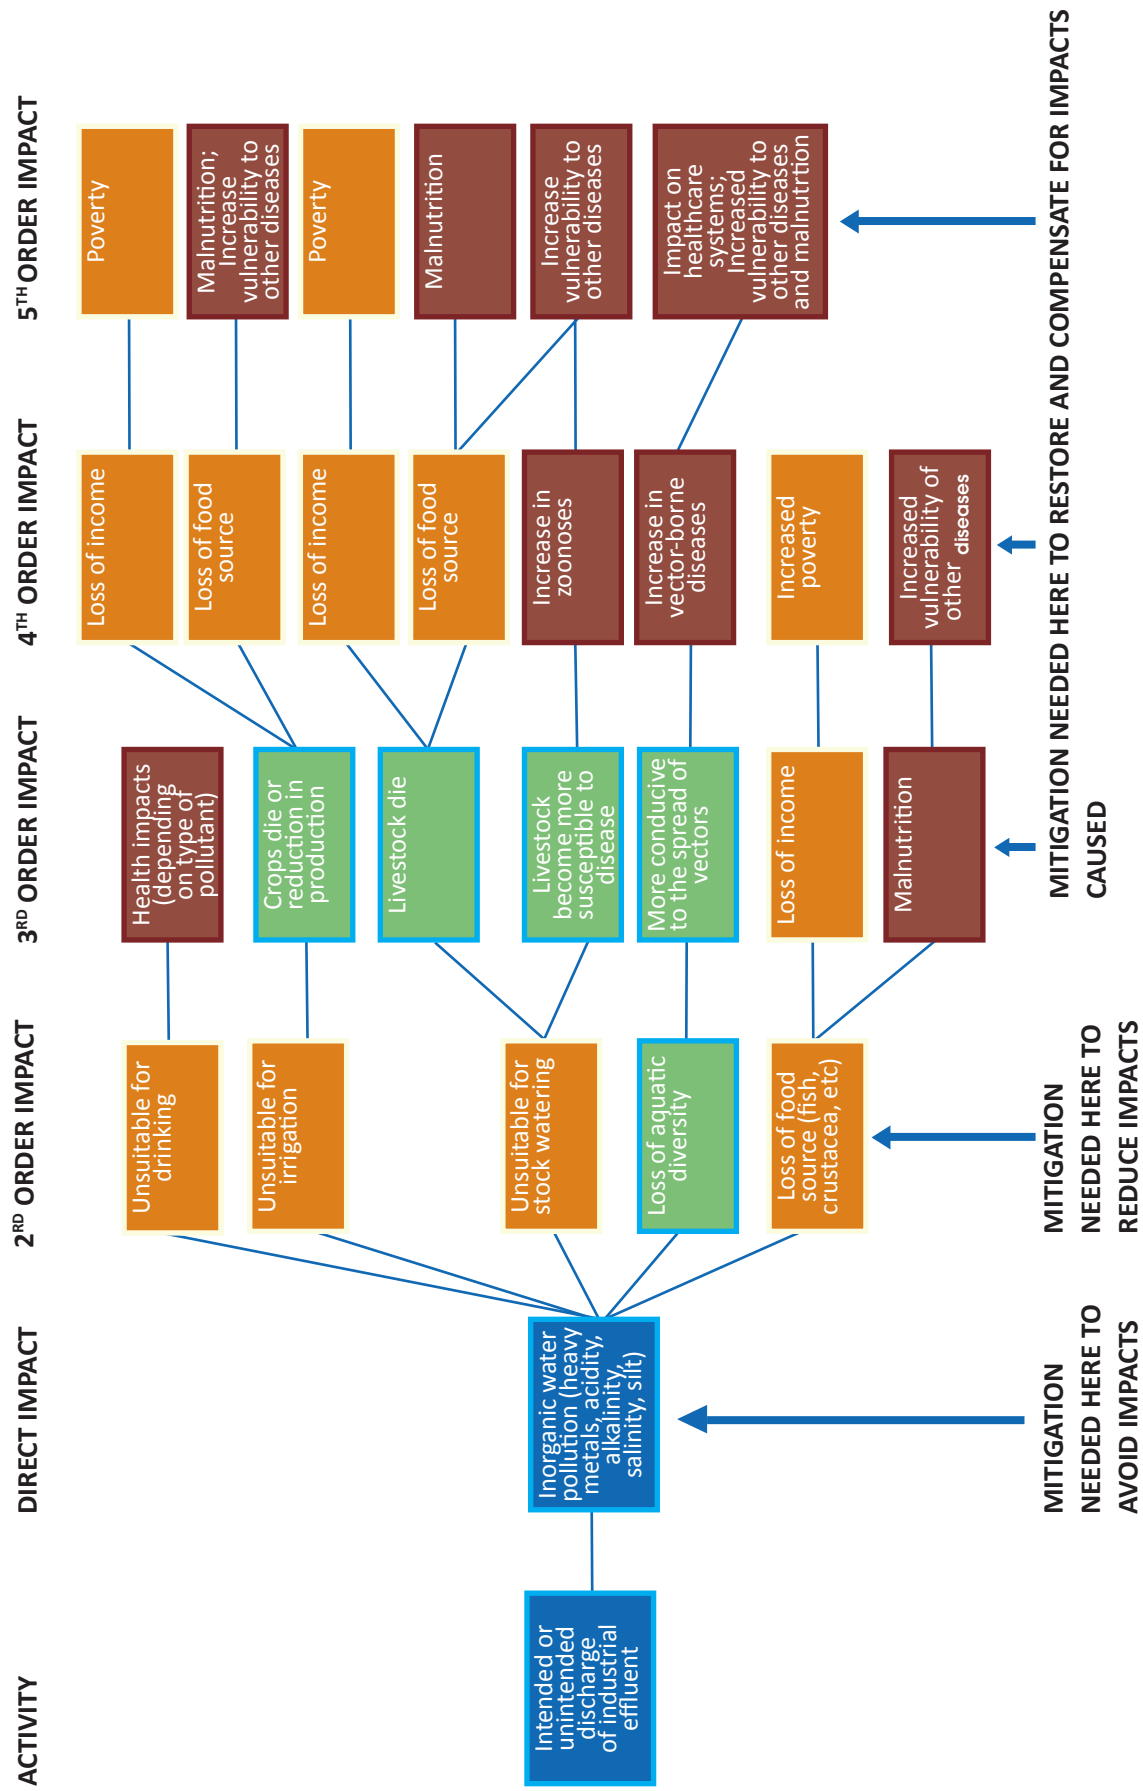 ACTIVITY
DIRECT IMPACT
2RD ORDER IMPACT
3RD ORDER IMPACT
4TH ORDER IMPACT
5TH ORDER IMPACT
Intended or
unintended
discharge
of industrial
effluent
Inorganic water
pollution (heavy
metals, acidity,
alkalinity,
salinity, silt)
Unsuitable for
drinking
Unsuitable for
irrigation
Unsuitable for
stock watering
Loss of aquatic
diversity
Loss of food
source (fish,
crustacea, etc)
Health impacts
(depending
on type of
pollutant)
Crops die or
reduction in
production
Livestock die
Livestock
become more
susceptible to
disease
More conducive
to the spread of
vectors
Loss of income
Malnutrition
Loss of income
Loss of food
source
Loss of income
Loss of food
source
Increase in
zoonoses
Increase in
vector-borne
diseases
Increased
poverty
Increased
vulnerability of
other diseases
Poverty
Malnutrition;
Increase
vulnerability to
other diseases
Poverty
Malnutrition
Increase
vulnerability to
other diseases
Impact on
healthcare
systems;
Increased
vulnerability to
other diseases
and malnutrtion
MITIGATION
NEEDED HERE TO
AVOID IMPACTS
MITIGATION
NEEDED HERE TO
REDUCE IMPACTS
MITIGATION NEEDED HERE TO RESTORE AND COMPENSATE FOR IMPACTS
CAUSED